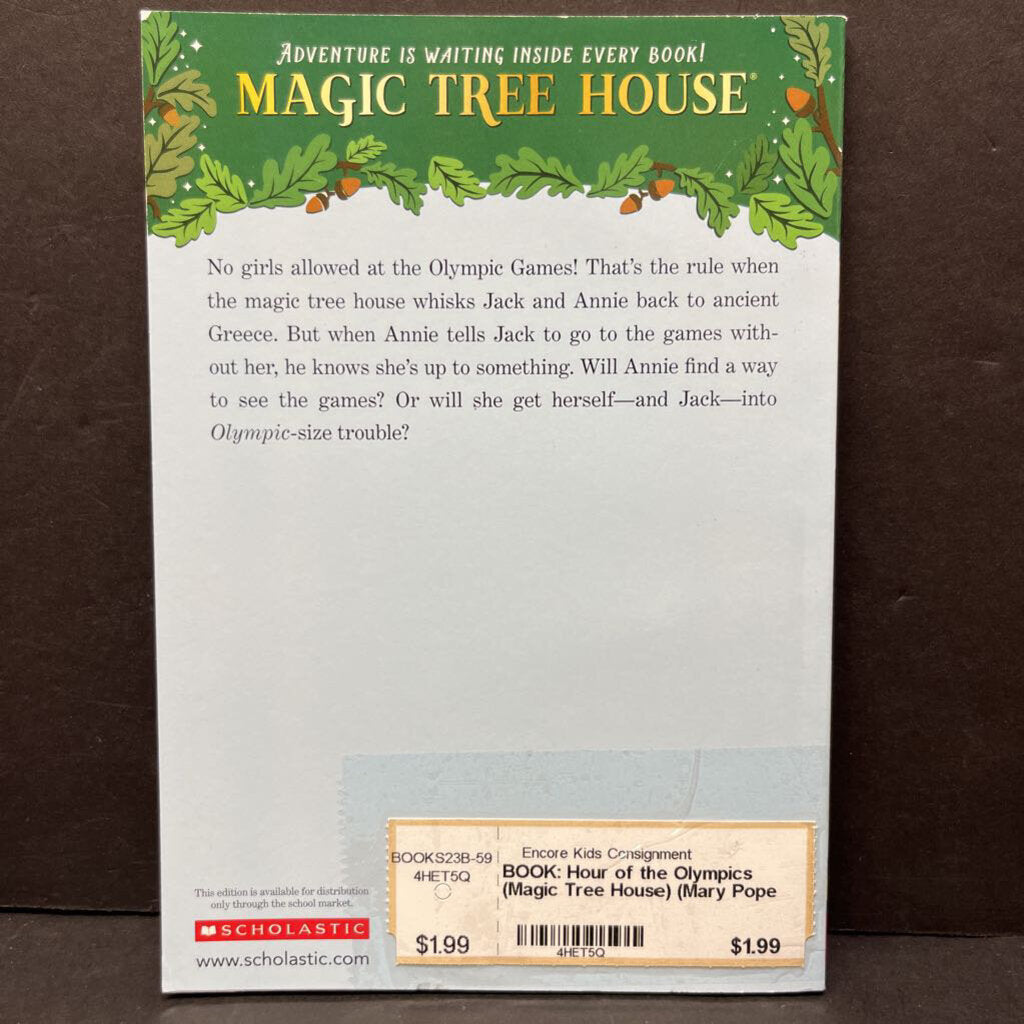 ADVENTURE IS WAITING INSIDE EVERY BOOK!
MAGIC TREE HOUSE®
No girls allowed at the Olympic Games! That's the rule when
the magic tree house whisks Jack and Annie back to ancient
Greece. But when Annie tells Jack to go to the games with-
out her, he knows she's up to something. Will Annie find a way
to see the games? Or will she get herself—and Jack—into
Olympic-size trouble?
This edition is available for distribution
only through the school market.
SCHOLASTIC
www.scholastic.com
BOOKS23B-59
4HET5Q
$1.99
Encore Kids Consignment
BOOK: Hour of the Olympics
(Magic Tree House) (Mary Pope
4HET5Q
$1.99